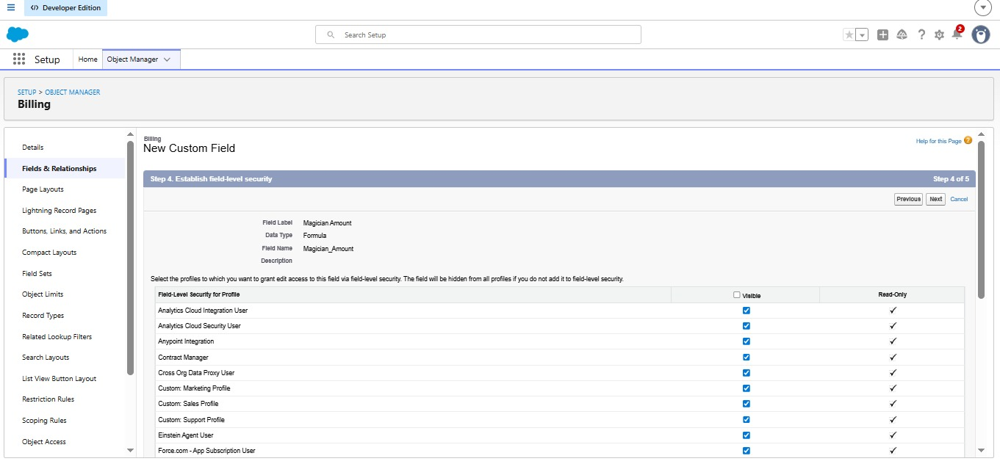 </> Developer Edition
Search Setup
2
Setup
Home
Object Manager
SETUP > OBJECT MANAGER
Billing
Details
Fields & Relationships
Page Layouts
Lightning Record Pages
Buttons, Links, and Actions
Compact Layouts
Field Sets
Object Limits
Record Types
Related Lookup Filters
Search Layouts
List View Button Layout
Restriction Rules
Scoping Rules
Object Access
Billing
New Custom Field
Help for this Page ?
Step 4. Establish field-level security Step 4 of 5
Previous Next Cancel
Field Label Magician Amount
Data Type Formula
Field Name Magician_Amount
Description
Select the profiles to which you want to grant edit access to this field via field-level security. The field will be hidden from all profiles if you do not add it to field-level security.
Field-Level Security for Profile Visible Read-Only
Analytics Cloud Integration User
Analytics Cloud Security User
Anypoint Integration
Contract Manager
Cross Org Data Proxy User
Custom: Marketing Profile
Custom: Sales Profile
Custom: Support Profile
Einstein Agent User
Force.com - App Subscription User